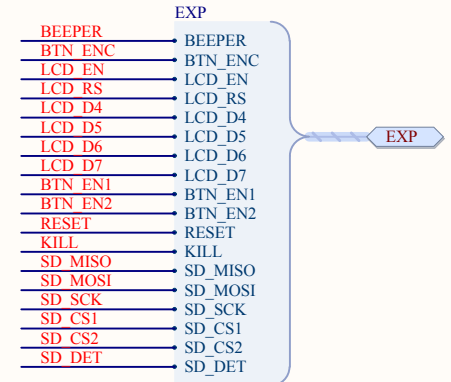 EXP
BEEPER BEEPER
BTN_ENC BTN_ENC
LCD_EN LCD_EN
LCD_RS LCD_RS
LCD_D4 LCD_D4
LCD_D5 LCD_D5
LCD_D6 LCD_D6
LCD_D7 LCD_D7
BTN_EN1 BTN_EN1
BTN_EN2 BTN_EN2
RESET RESET
KILL KILL
SD_MISO SD_MISO
SD_MOSI SD_MOSI
SD_SCK SD_SCK
SD_CS1 SD_CS1
SD_CS2 SD_CS2
SD_DET SD_DET
EXP